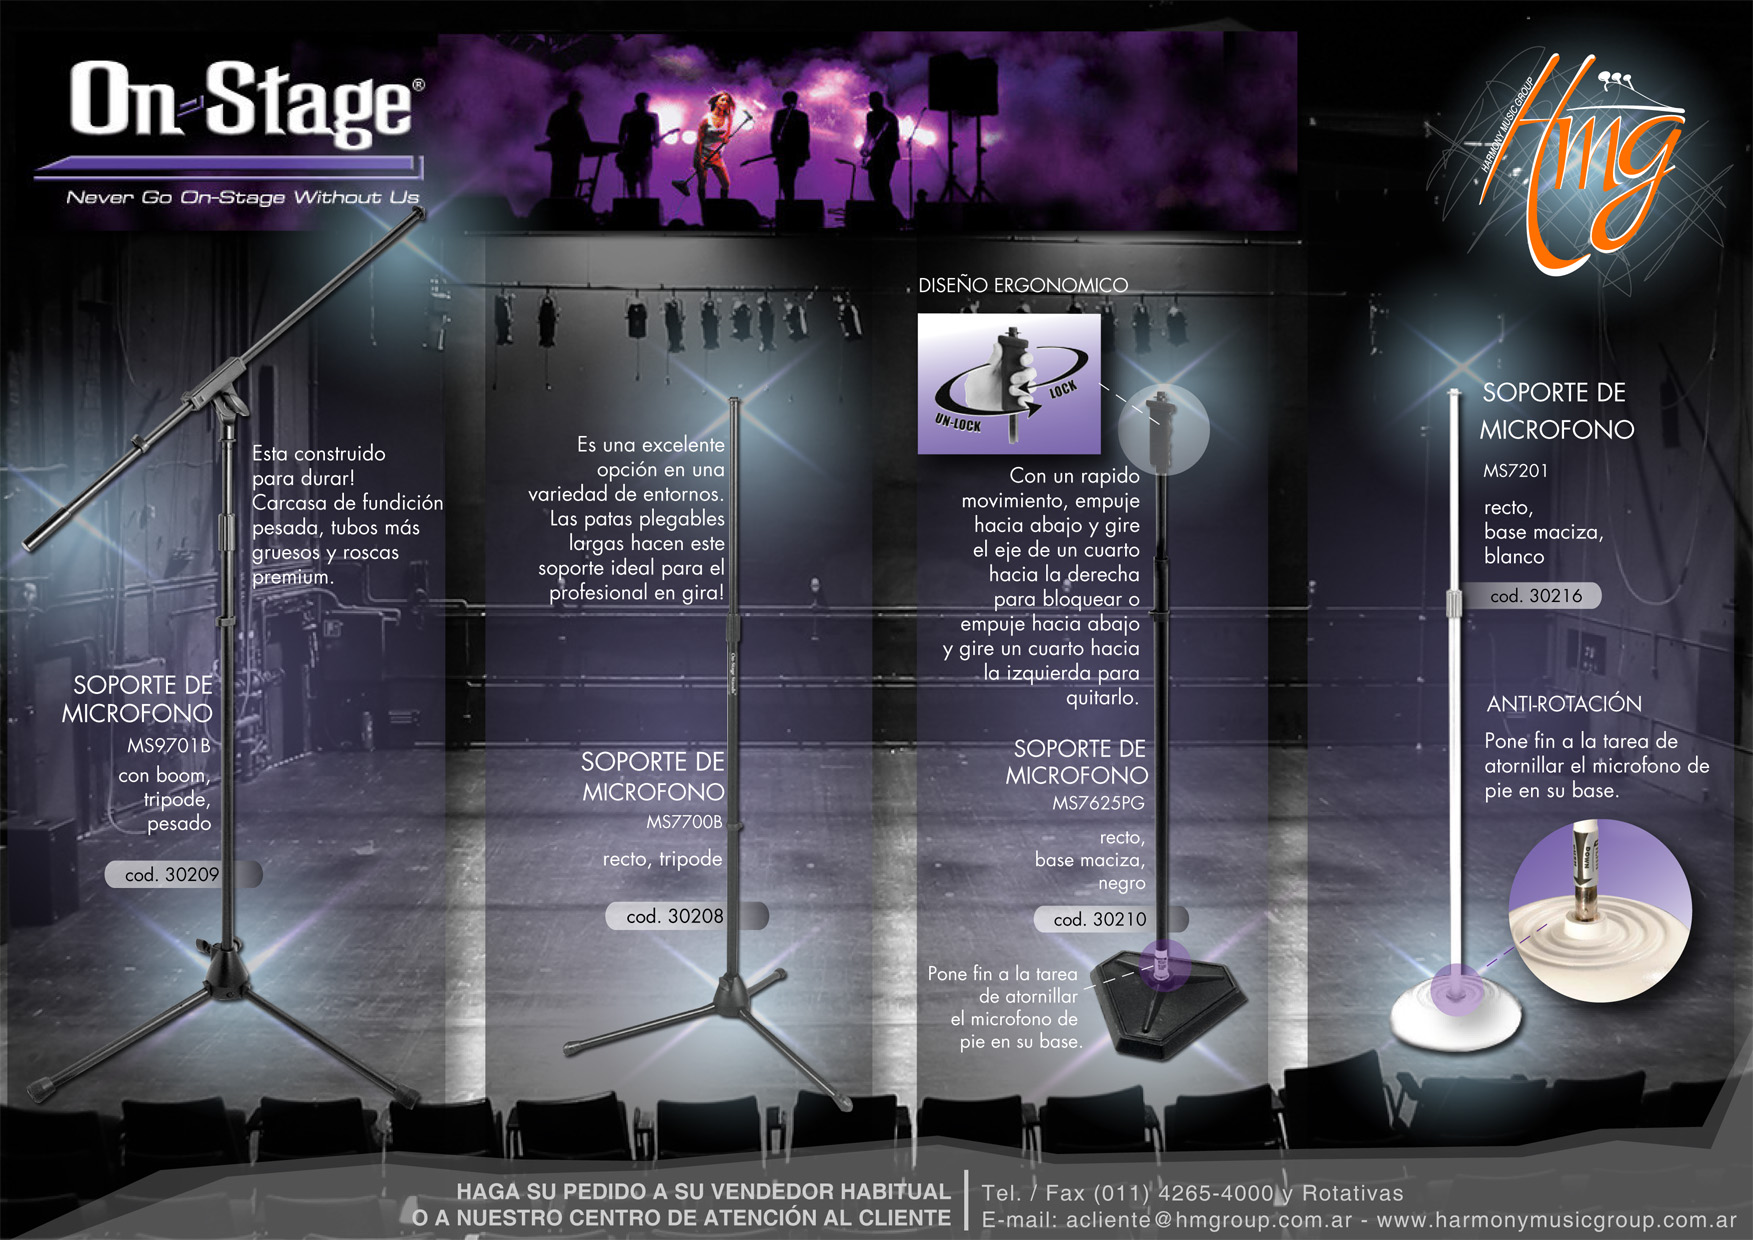 On-Stage®
Never Go On-Stage Without Us
HARMONY MUSIC GROUP
Hmg
Esta construido
para durar!
Carcasa de fundición
pesada, tubos más
gruesos y roscas
premium.
SOPORTE DE
MICROFONO
MS9701B
con boom,
tripode,
pesado
cod. 30209
Es una excelente
opción en una
variedad de entornos.
Las patas plegables
largas hacen este
soporte ideal para el
profesional en gira!
On Stage Stands
SOPORTE DE
MICROFONO
MS7700B
recto, tripode
cod. 30208
DISEÑO ERGONOMICO
LOCK
UN-LOCK
Con un rapido
movimiento, empuje
hacia abajo y gire
el eje de un cuarto
hacia la derecha
para bloquear o
empuje hacia abajo
y gire un cuarto hacia
la izquierda para
quitarlo.
SOPORTE DE
MICROFONO
MS7625PG
recto,
base maciza,
negro
cod. 30210
Pone fin a la tarea
de atornillar
el microfono de
pie en su base.
SOPORTE DE
MICROFONO
MS7201
recto,
base maciza,
blanco
cod. 30216
ANTI-ROTACIÓN
Pone fin a la tarea de
atornillar el microfono de
pie en su base.
DOWN
HAGA SU PEDIDO A SU VENDEDOR HABITUAL
O A NUESTRO CENTRO DE ATENCIÓN AL CLIENTE
Tel. / Fax (011) 4265-4000 y Rotativas
E-mail: acliente@hmgroup.com.ar - www.harmonymusicgroup.com.ar